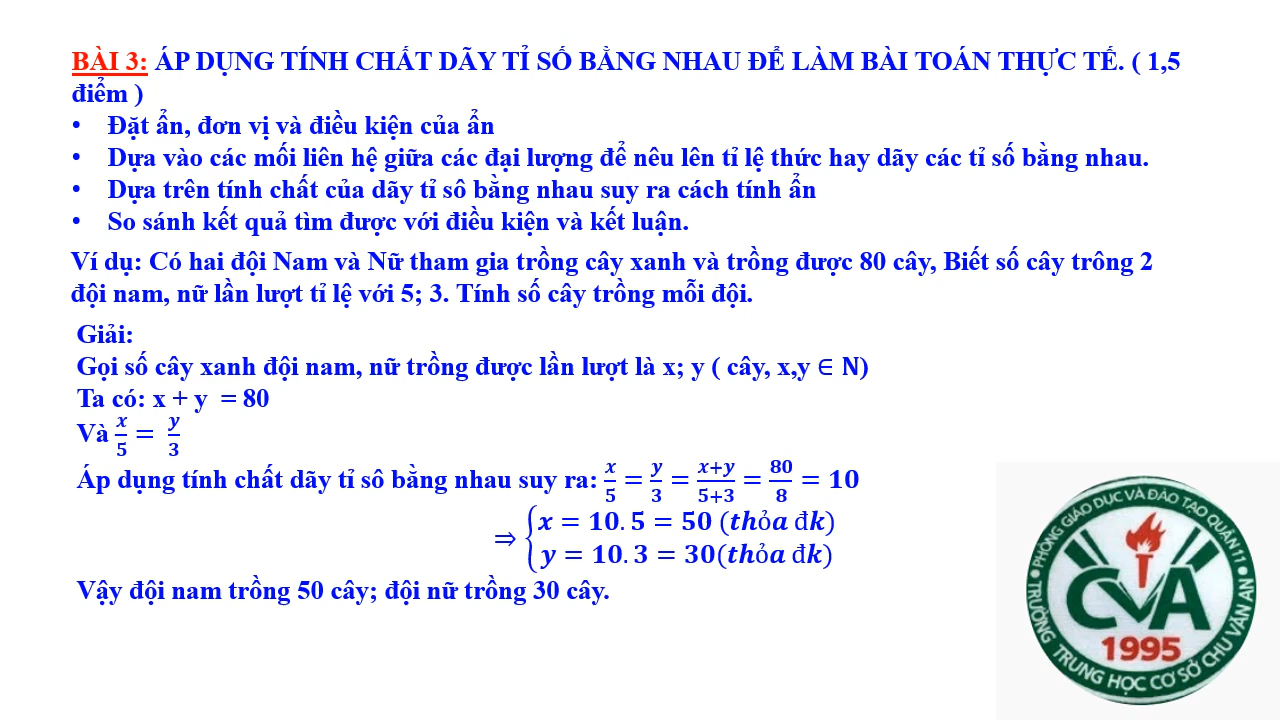 BÀI 3: ÁP DỤNG TÍNH CHẤT DÃY TỈ SỐ BẰNG NHAU ĐỂ LÀM BÀI TOÁN THỰC TẾ. ( 1,5
điểm )
• Đặt ẩn, đơn vị và điều kiện của ẩn
• Dựa vào các mối liên hệ giữa các đại lượng để nêu lên tỉ lệ thức hay dãy các tỉ số bằng nhau.
• Dựa trên tính chất của dãy tỉ sô bằng nhau suy ra cách tính ẩn
• So sánh kết quả tìm được với điều kiện và kết luận.
Ví dụ: Có hai đội Nam và Nữ tham gia trồng cây xanh và trồng được 80 cây, Biết số cây trông 2
đội nam, nữ lần lượt tỉ lệ với 5; 3. Tính số cây trồng mỗi đội.
Giải:
Gọi số cây xanh đội nam, nữ trồng được lần lượt là x; y ( cây, x,y ∈ N)
Ta có: x + y = 80
Và x/5 = y/3
Áp dụng tính chất dãy tỉ sô bằng nhau suy ra: x/5 = y/3 = x+y/5+3 = 80/8 = 10
⇒ { x = 10. 5 = 50 (thỏa đk)
y = 10. 3 = 30(thỏa đk)
Vậy đội nam trồng 50 cây; đội nữ trồng 30 cây.
PHÒNG GIÁO DỤC VÀ ĐÀO TẠO QUẬN 11
CVA
1995
TRƯỜNG TRUNG HỌC CƠ SỞ CHU VĂN AN